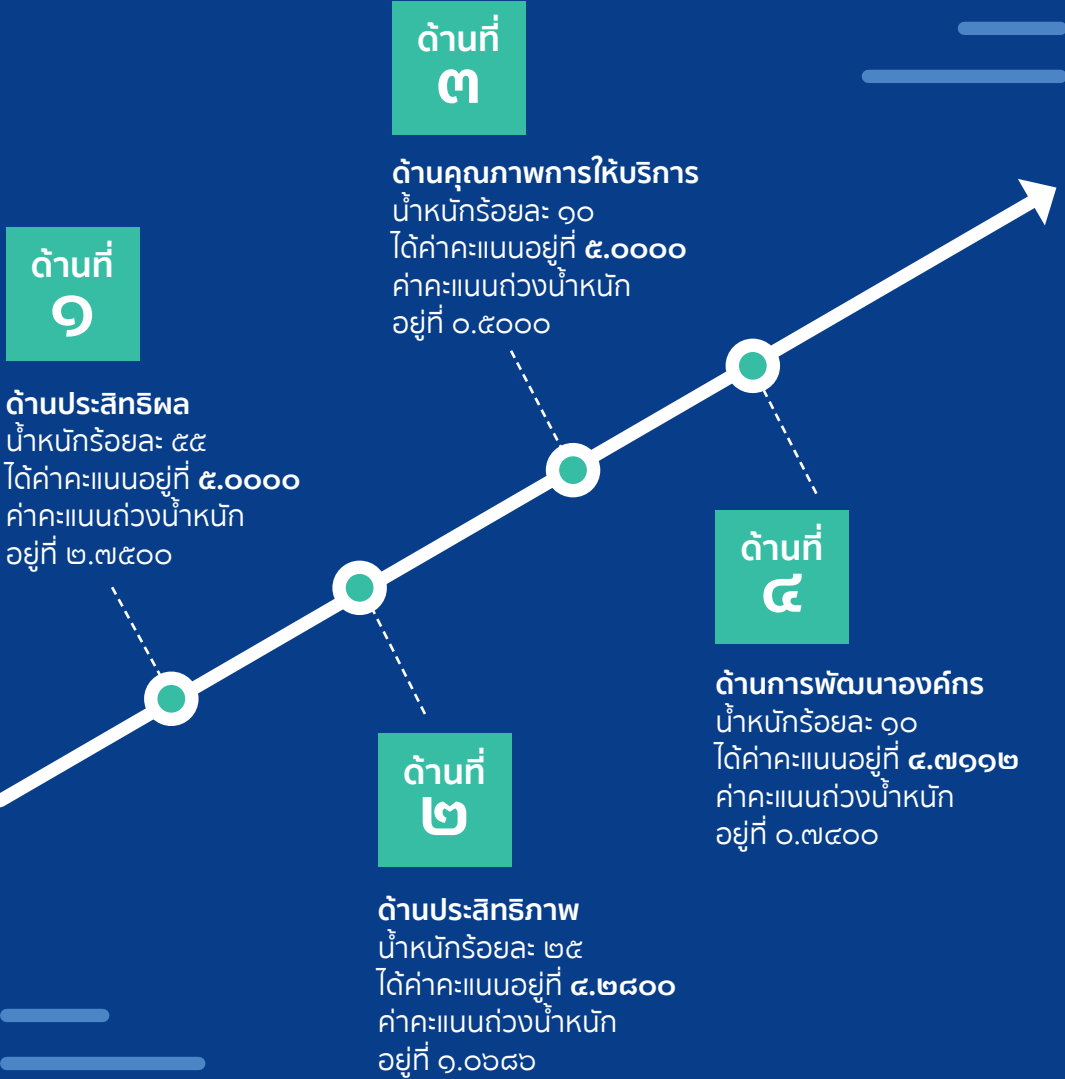 ด้านที่
๑
ด้านประสิทธิผล
น้ำหนักร้อยละ ๕๕
ได้ค่าคะแนนอยู่ที่ ๕.๐๐๐๐
ค่าคะแนนถ่วงน้ำหนัก
อยู่ที่ ๒.๗๕๐๐
ด้านที่
๒
ด้านประสิทธิภาพ
น้ำหนักร้อยละ ๒๕
ได้ค่าคะแนนอยู่ที่ ๔.๒๘๐๐
ค่าคะแนนถ่วงน้ำหนัก
อยู่ที่ ๑.๐๖๘๖
ด้านที่
๓
ด้านคุณภาพการให้บริการ
น้ำหนักร้อยละ ๑๐
ได้ค่าคะแนนอยู่ที่ ๕.๐๐๐๐
ค่าคะแนนถ่วงน้ำหนัก
อยู่ที่ ๐.๕๐๐๐
ด้านที่
๔
ด้านการพัฒนาองค์กร
น้ำหนักร้อยละ ๑๐
ได้ค่าคะแนนอยู่ที่ ๔.๗๑๑๒
ค่าคะแนนถ่วงน้ำหนัก
อยู่ที่ ๐.๗๔๐๐